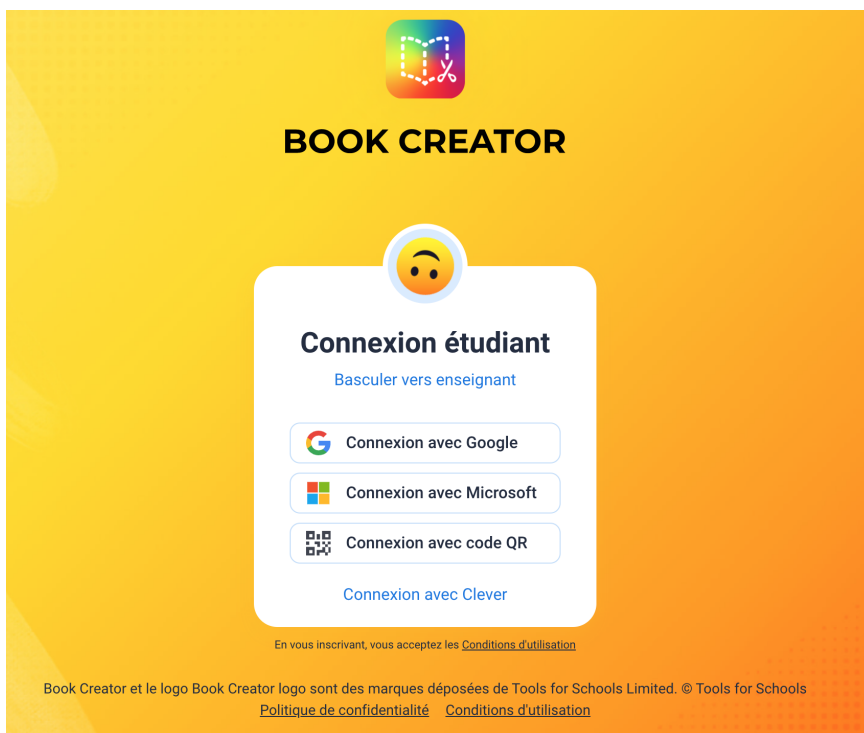 BOOK CREATOR
Connexion étudiant
Basculer vers enseignant
Connexion avec Google
Connexion avec Microsoft
Connexion avec code QR
Connexion avec Clever
En vous inscrivant, vous acceptez les Conditions d'utilisation
Book Creator et le logo Book Creator logo sont des marques déposées de Tools for Schools Limited. © Tools for Schools
Politique de confidentialité Conditions d'utilisation